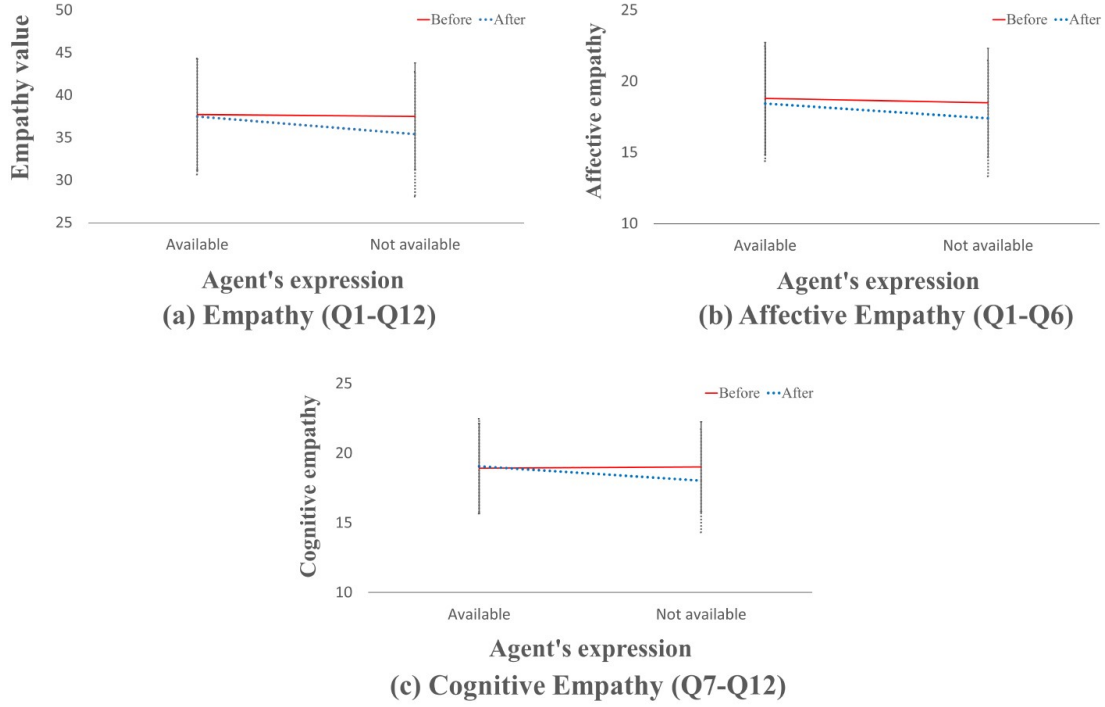 50
45
40
35
30
25
Empathy value
Before After
Available Not available
Agent's expression
(a) Empathy (Q1-Q12)
25
20
15
10
Affective empathy
Before After
Available Not available
Agent's expression
(b) Affective Empathy (Q1-Q6)
25
20
15
10
Cognitive empathy
Before After
Available Not available
Agent's expression
(c) Cognitive Empathy (Q7-Q12)